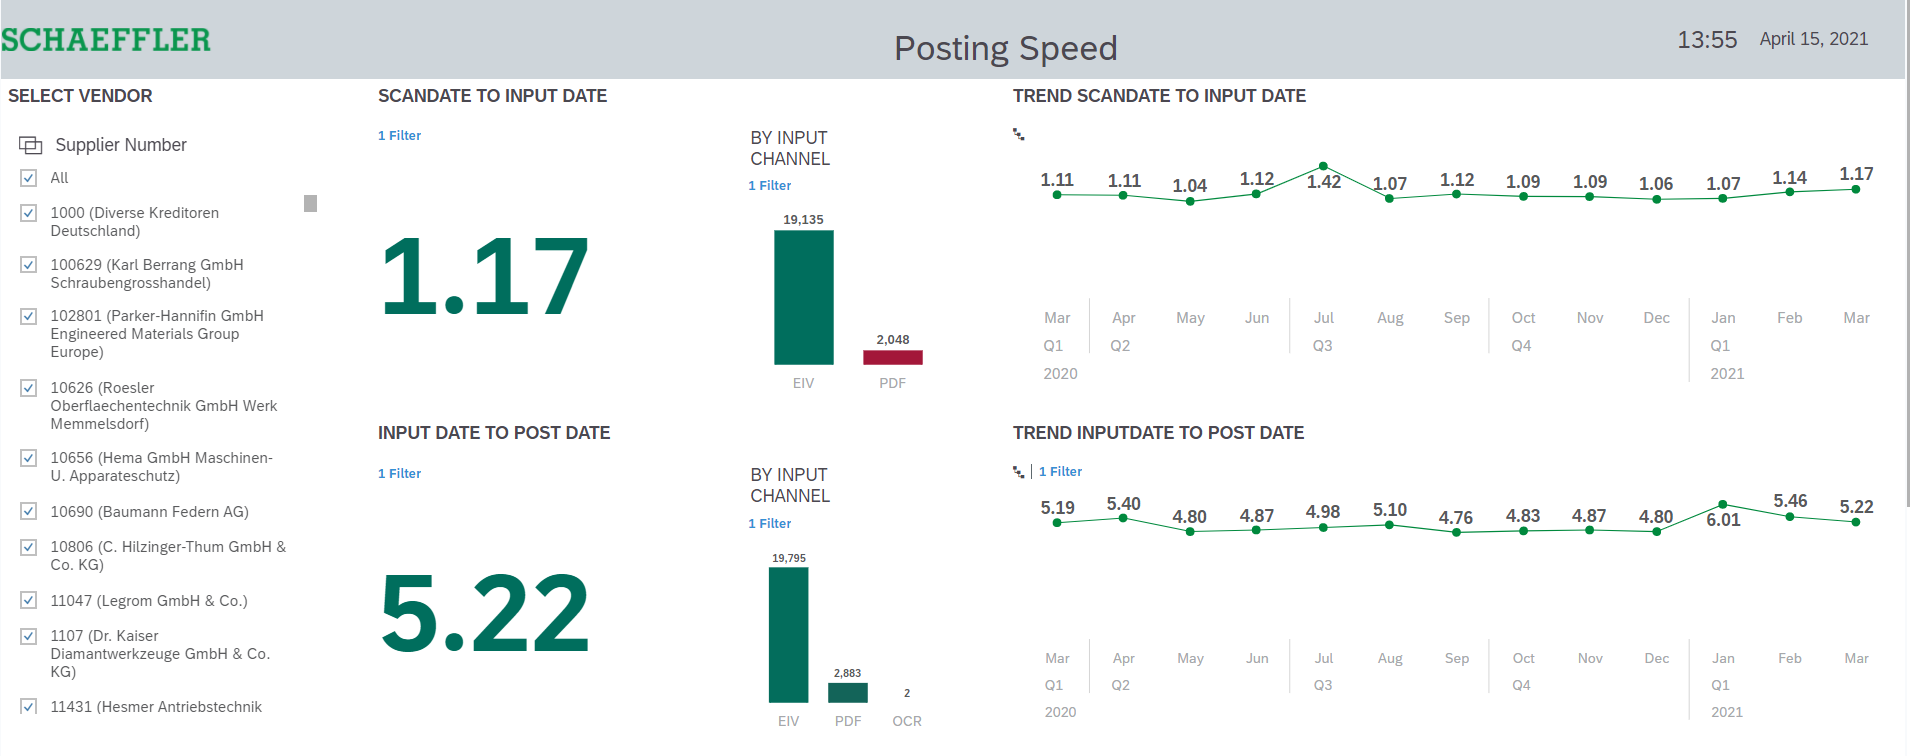 SCHAEFFLER
Posting Speed
13:55 April 15, 2021
SELECT VENDOR
Supplier Number
All
1000 (Diverse Kreditoren
Deutschland)
100629 (Karl Berrang GmbH
Schraubengrosshandel)
102801 (Parker-Hannifin GmbH
Engineered Materials Group
Europe)
10626 (Roesler
Oberflaechentechnik GmbH Werk
Memmelsdorf)
10656 (Hema GmbH Maschinen-
U. Apparateschutz)
10690 (Baumann Federn AG)
10806 (C. Hilzinger-Thum GmbH &
Co. KG)
11047 (Legrom GmbH & Co.)
1107 (Dr. Kaiser
Diamantwerkzeuge GmbH & Co.
KG)
11431 (Hesmer Antriebstechnik
SCANDATE TO INPUT DATE
1 Filter
1.17
BY INPUT
CHANNEL
1 Filter
19,135
2,048
EIV PDF
TREND SCANDATE TO INPUT DATE
1.11 1.11 1.04 1.12 1.42 1.07 1.12 1.09 1.09 1.06 1.07 1.14 1.17
Mar Apr May Jun Jul Aug Sep Oct Nov Dec Jan Feb Mar
Q1 Q2 Q3 Q4 Q1
2020 2021
INPUT DATE TO POST DATE
1 Filter
5.22
BY INPUT
CHANNEL
1 Filter
19,795
2,883
2
EIV PDF OCR
TREND INPUTDATE TO POST DATE
1 Filter
5.19 5.40 4.80 4.87 4.98 5.10 4.76 4.83 4.87 4.80 6.01 5.46 5.22
Mar Apr May Jun Jul Aug Sep Oct Nov Dec Jan Feb Mar
Q1 Q2 Q3 Q4 Q1
2020 2021